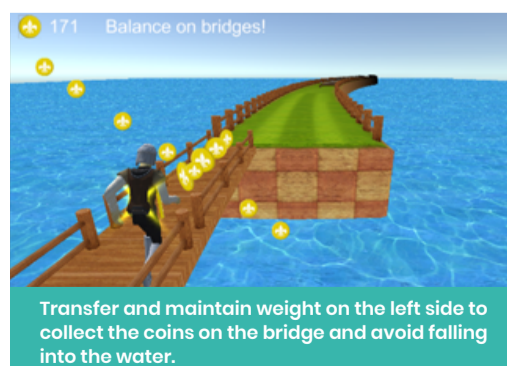 171 Balance on bridges!
Transfer and maintain weight on the left side to
collect the coins on the bridge and avoid falling
into the water.